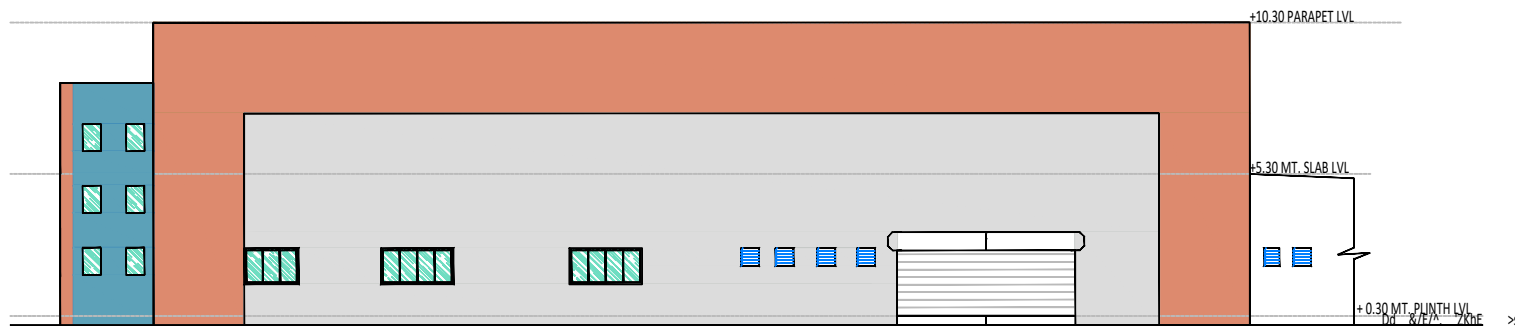 +10.30 PARAPET LVL
+5.30 MT. SLAB LVL
+ 0.30 MT. PLINTH LVL